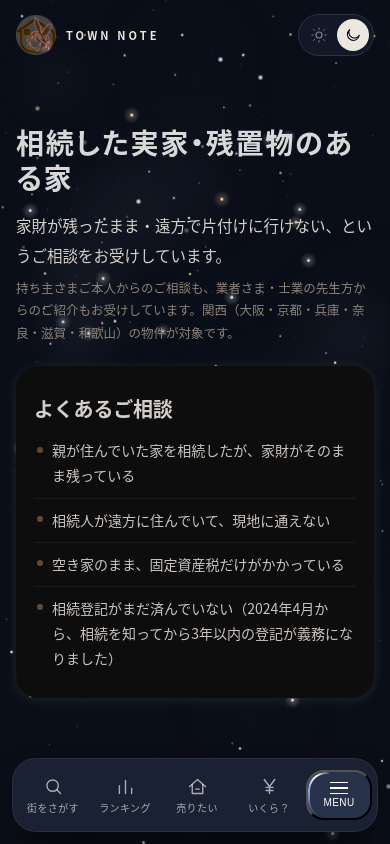 TOWN NOTE
相続した実家・残置物のあ
る家
家財が残ったまま・遠方で片付けに行けない、とい
うご相談をお受けしています。
持ち主さまご本人からのご相談も、業者さま・士業の先生方か
らのご紹介もお受けしています。関西（大阪・京都・兵庫・奈
良・滋賀・和歌山）の物件が対象です。
よくあるご相談
親が住んでいた家を相続したが、家財がそのま
ま残っている
相続人が遠方に住んでいて、現地に通えない
空き家のまま、固定資産税だけがかかっている
相続登記がまだ済んでいない（2024年4月か
ら、相続を知ってから3年以内の登記が義務にな
りました）
街をさがす ランキング 売りたい いくら？ MENU